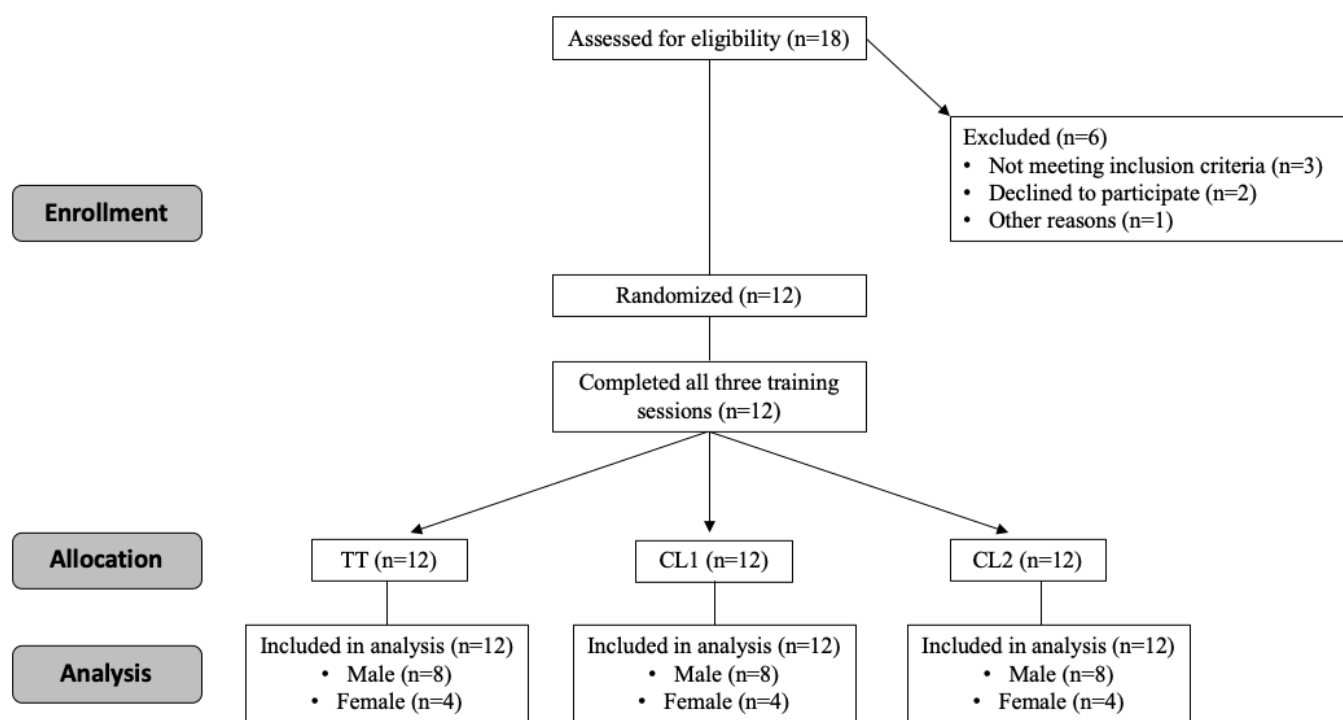 Assessed for eligibility (n=18)
Excluded (n=6)
• Not meeting inclusion criteria (n=3)
• Declined to participate (n=2)
• Other reasons (n=1)
Enrollment
Randomized (n=12)
Completed all three training
sessions (n=12)
Allocation
TT (n=12)
CL1 (n=12)
CL2 (n=12)
Analysis
Included in analysis (n=12)
• Male (n=8)
• Female (n=4)
Included in analysis (n=12)
• Male (n=8)
• Female (n=4)
Included in analysis (n=12)
• Male (n=8)
• Female (n=4)